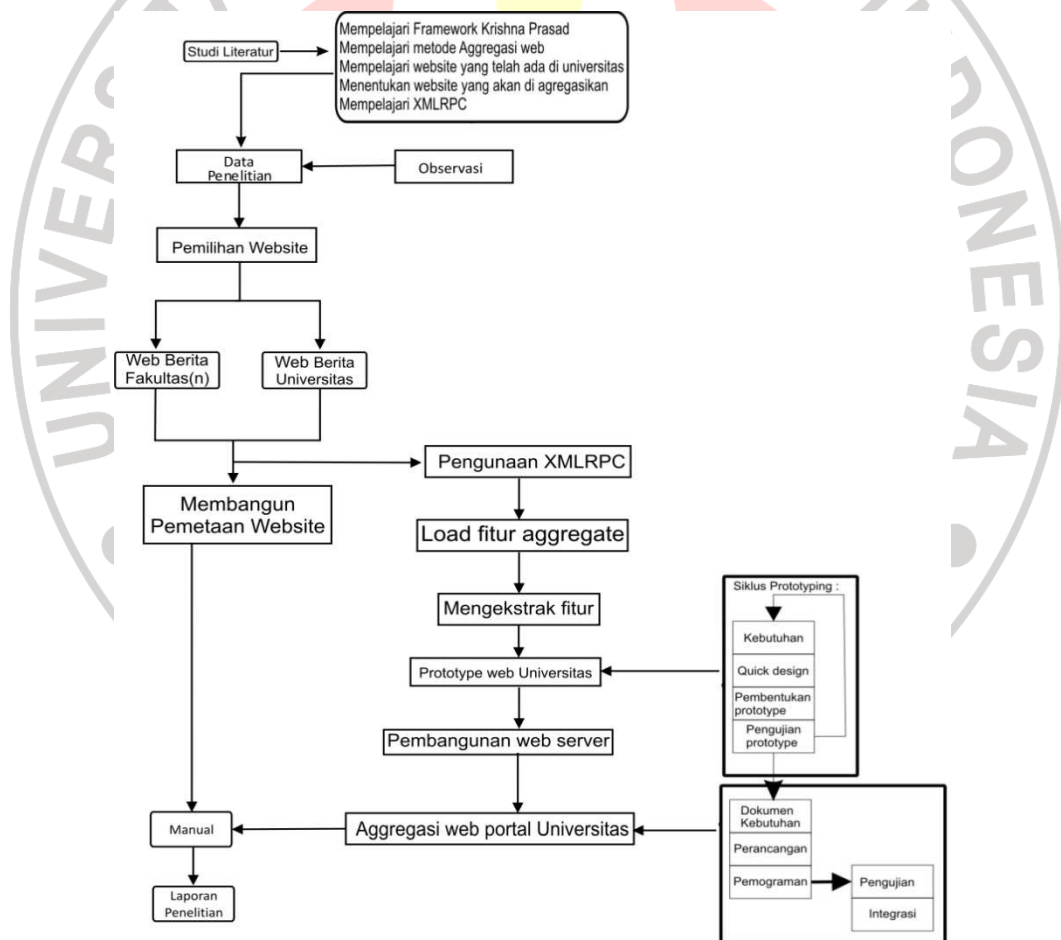 Studi Literatur
Mempelajari Framework Krishna Prasad
Mempelajari metode Aggregasi web
Mempelajari website yang telah ada di universitas
Menentukan website yang akan di agregasikan
Mempelajari XMLRPC
Data
Penelitian
Observasi
Pemilihan Website
Web Berita
Fakultas(n)
Web Berita
Universitas
Pengunaan XMLRPC
Membangun
Pemetaan Website
Load fitur aggregate
Mengekstrak fitur
Prototype web Universitas
Pembangunan web server
Aggregasi web portal Universitas
Manual
Laporan
Penelitian
Siklus Prototyping :
Kebutuhan
Quick design
Pembentukan
prototype
Pengujian
prototype
Dokumen
Kebutuhan
Perancangan
Pemograman
Pengujian
Integrasi
UNIVERS
DONESIA